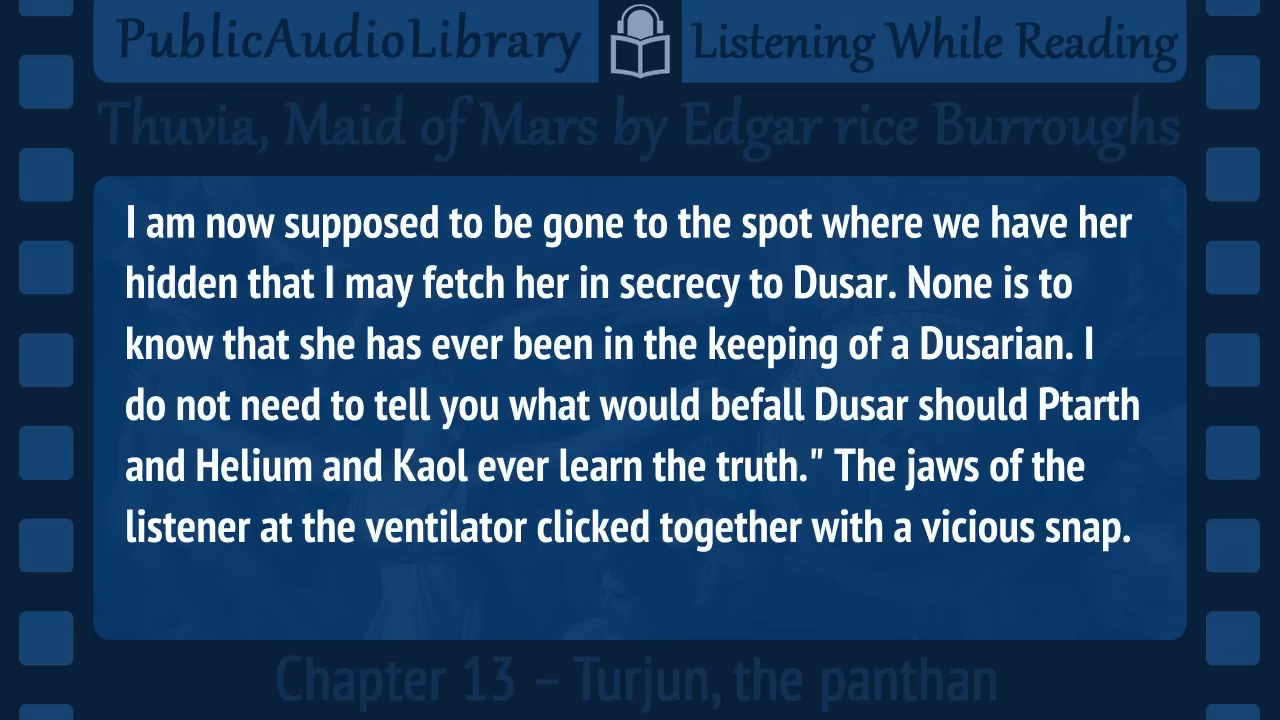 PublicAudioLibrary Listening While Reading
Thuvia, Maid of Mars by Edgar rice Burroughs
I am now supposed to be gone to the spot where we have her
hidden that I may fetch her in secrecy to Dusar. None is to
know that she has ever been in the keeping of a Dusarian. I
do not need to tell you what would befall Dusar should Ptarth
and Helium and Kaol ever learn the truth." The jaws of the
listener at the ventilator clicked together with a vicious snap.
Chapter 13 – Turjun, the panthan